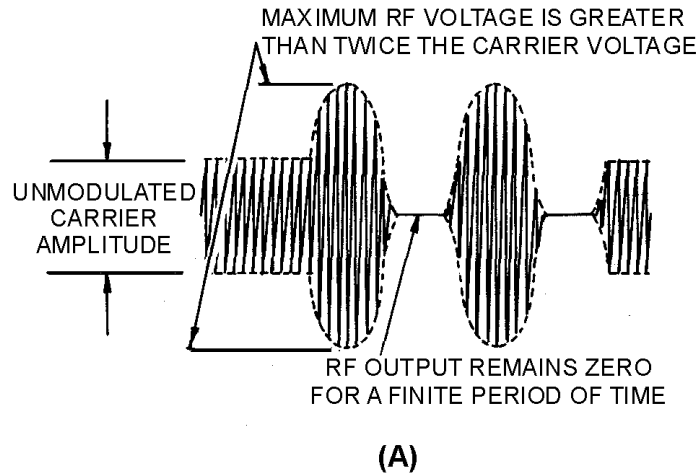 MAXIMUM RF VOLTAGE IS GREATER
THAN TWICE THE CARRIER VOLTAGE
UNMODULATED
CARRIER
AMPLITUDE
RF OUTPUT REMAINS ZERO
FOR A FINITE PERIOD OF TIME
(A)